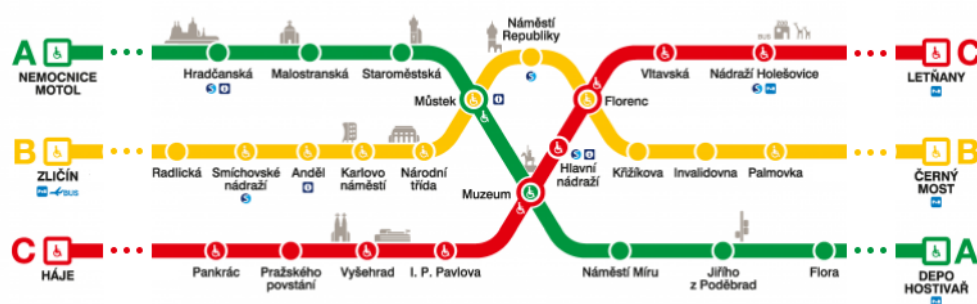 Náměstí
Republiky
A
NEMOCNICE
MOTOL
Hradčanská
Malostranská
Staroměstská
Můstek
Florenc
Vltavská
BUS
Nádraží Holešovice
C
LETŇANY
B
ZLIČÍN
BUS
Radlická
Smíchovské
nádraží
Anděl
Karlovo
náměstí
Národní
třída
Muzeum
Hlavní
nádraží
Křižíkova
Invalidovna
Palmovka
B
ČERNÝ
MOST
C
HÁJE
Pankrác
Pražského
povstání
Vyšehrad
I. P. Pavlova
Náměstí Míru
Jiřího
z Poděbrad
Flora
A
DEPO
HOSTIVAŘ